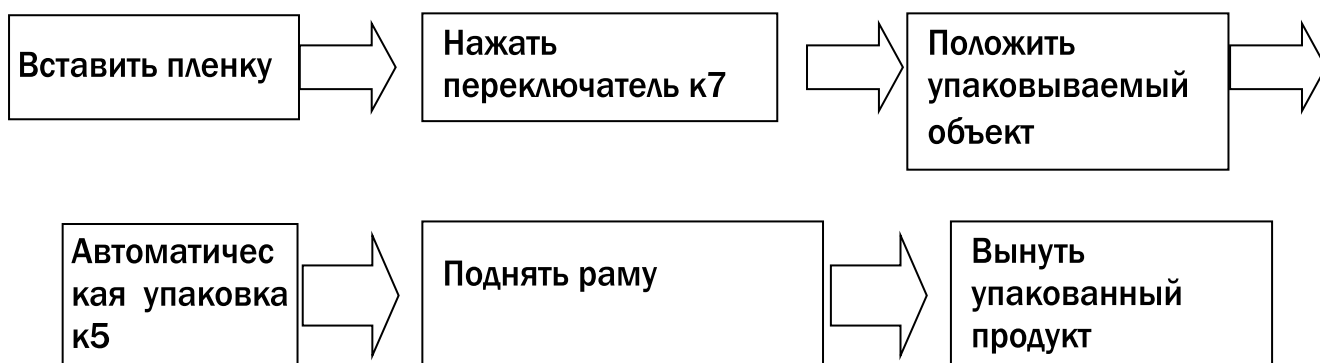 Вставить пленку
Нажать
переключатель к7
Положить
упаковываемый
объект
Автоматичес
кая упаковка
к5
Поднять раму
Вынуть
упакованный
продукт